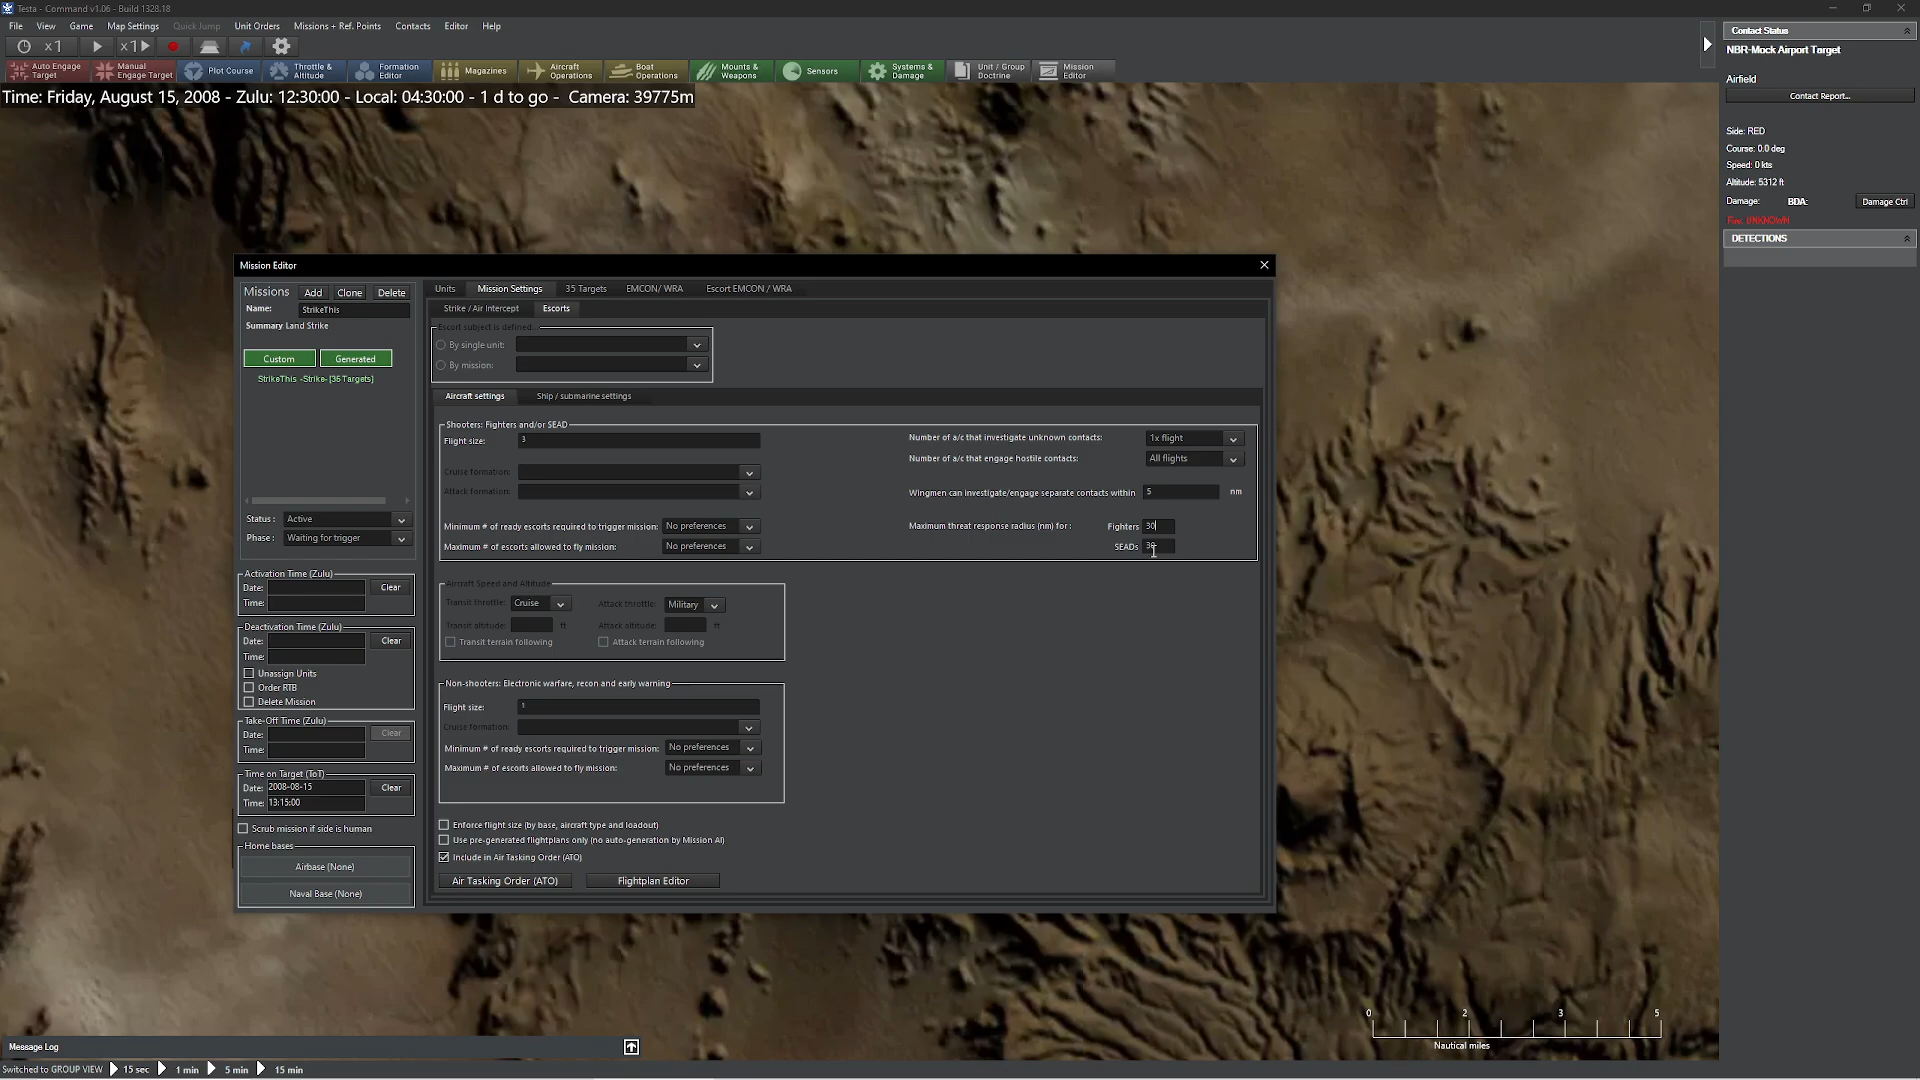 Testa - Command v1.06 - Build 1328.18
File View Game Map Settings Quick Jump Unit Orders Missions + Ref. Points Contacts Editor Help
x1 x1
Auto Engage Target Manual Engage Target Plot Course Throttle & Altitude Formation Editor Magazines Aircraft Operations Boat Operations Mounts & Weapons Sensors Systems & Damage Unit / Group Doctrine Mission Editor
Time: Friday, August 15, 2008 - Zulu: 12:30:00 - Local: 04:30:00 - 1 d to go - Camera: 39775m
Contact Status
NBR-Mock Airport Target
Airfield
Contact Report...
Side: RED
Course: 0.0 deg
Speed: 0 kts
Altitude: 5312 ft
Damage: BDA: Damage Ctrl
Fire: UNKNOWN
DETECTIONS
Mission Editor
Missions Add Clone Delete
Name: StrikeThis
Summary Land Strike
Custom Generated
StrikeThis -Strike- [35 Targets]
Status : Active
Phase : Waiting for trigger
Activation Time (Zulu)
Date: Clear
Time:
Deactivation Time (Zulu)
Date: Clear
Time:
Unassign Units
Order RTB
Delete Mission
Take-Off Time (Zulu)
Date: Clear
Time:
Time on Target (ToT)
Date: 2008-08-15 Clear
Time: 13:15:00
Scrub mission if side is human
Home bases
Airbase (None)
Naval Base (None)
Units Mission Settings 35 Targets EMCON/ WRA Escort EMCON / WRA
Strike / Air Intercept Escorts
Escort subject is defined...
By single unit:
By mission:
Aircraft settings Ship / submarine settings
Shooters: Fighters and/or SEAD
Flight size: 3
Cruise formation:
Attack formation:
Minimum # of ready escorts required to trigger mission: No preferences
Maximum # of escorts allowed to fly mission: No preferences
Number of a/c that investigate unknown contacts: 1x flight
Number of a/c that engage hostile contacts: All flights
Wingmen can investigate/engage separate contacts within 5 nm
Maximum threat response radius (nm) for : Fighters 30
SEADs
Aircraft Speed and Altitude
Transit throttle: Cruise Attack throttle: Military
Transit altitude: ft Attack altitude: ft
Transit terrain following Attack terrain following
Non-shooters: Electronic warfare, recon and early warning
Flight size: 1
Cruise formation:
Minimum # of ready escorts required to trigger mission: No preferences
Maximum # of escorts allowed to fly mission: No preferences
Enforce flight size (by base, aircraft type and loadout)
Use pre-generated flightplans only (no auto-generation by Mission AI)
Include in Air Tasking Order (ATO)
Air Tasking Order (ATO) Flightplan Editor
0 2 3 5
Nautical miles
Message Log
Switched to GROUP VIEW 15 sec 1 min 5 min 15 min